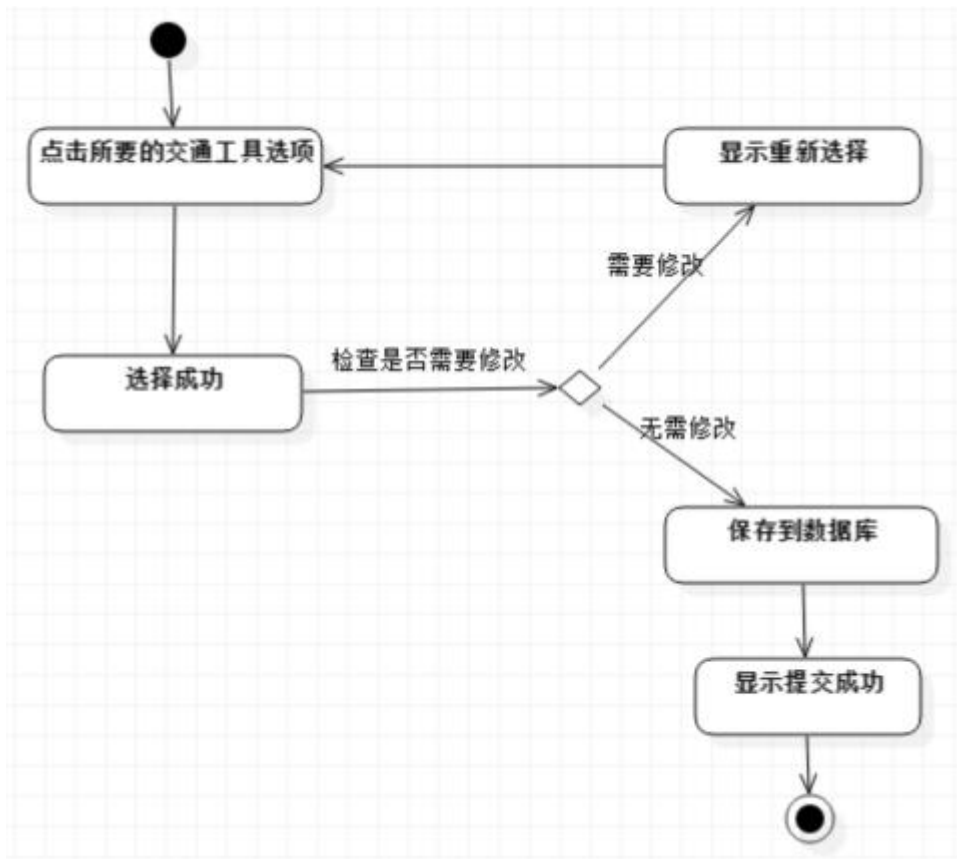 点击所要的交通工具选项
显示重新选择
需要修改
检查是否需要修改
选择成功
无需修改
保存到数据库
显示提交成功